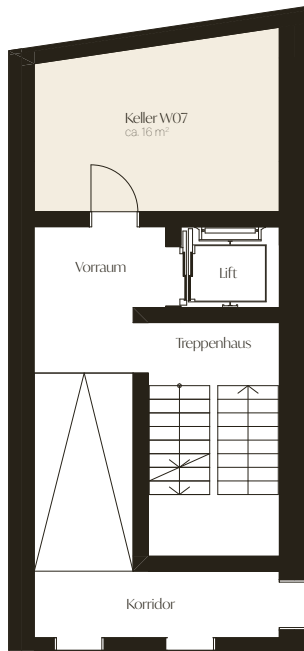 Keller W07
ca. 16 m²
Vorraum
Lift
Treppenhaus
Korridor